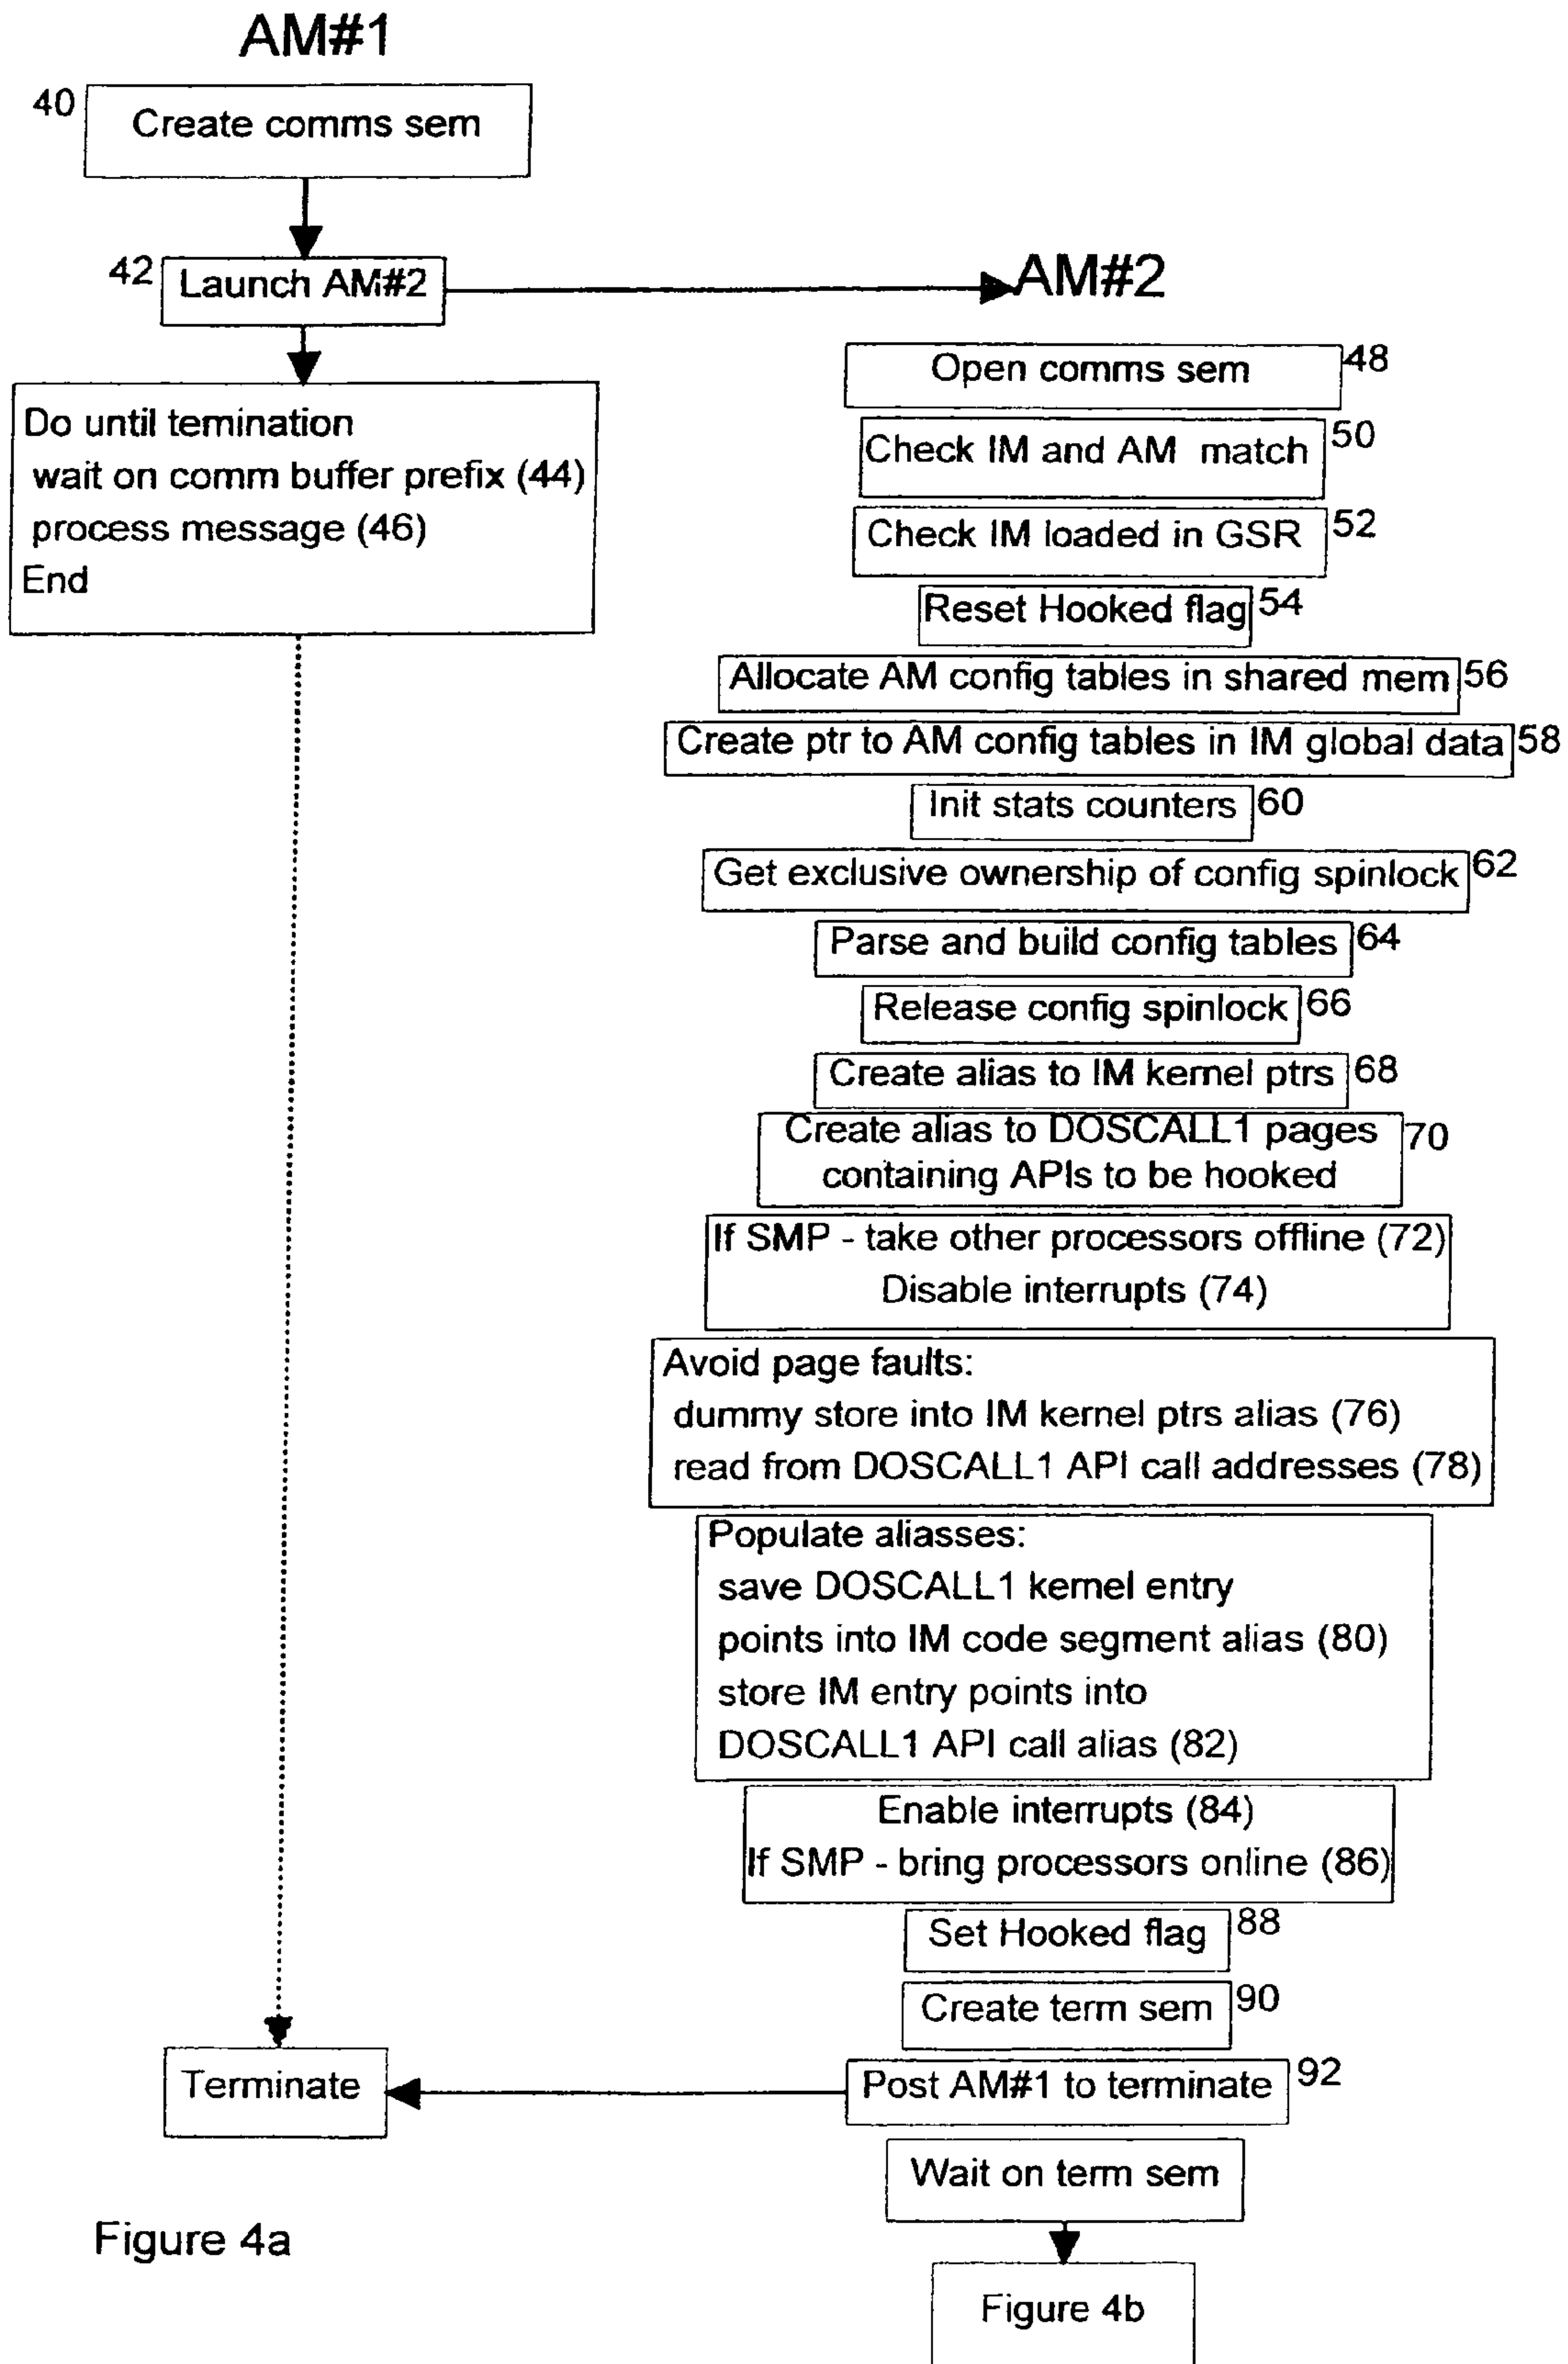 AM#1
40
Create comms sem
42
Launch AM#2
AM#2
Do until temination
wait on comm buffer prefix (44)
process message (46)
End
Open comms sem
48
Check IM and AM match
50
Check IM loaded in GSR
52
Reset Hooked flag
54
Allocate AM config tables in shared mem
56
Create ptr to AM config tables in IM global data
58
Init stats counters
60
Get exclusive ownership of config spinlock
62
Parse and build config tables
64
Release config spinlock
66
Create alias to IM kernel ptrs
68
Create alias to DOSCALL1 pages
containing APIs to be hooked
70
If SMP - take other processors offline (72)
Disable interrupts (74)
Avoid page faults:
dummy store into IM kernel ptrs alias (76)
read from DOSCALL1 API call addresses (78)
Populate aliasses:
save DOSCALL1 kernel entry
points into IM code segment alias (80)
store IM entry points into
DOSCALL1 API call alias (82)
Enable interrupts (84)
If SMP - bring processors online (86)
Set Hooked flag
88
Create term sem
90
Terminate
Post AM#1 to terminate
92
Wait on term sem
Figure 4a
Figure 4b